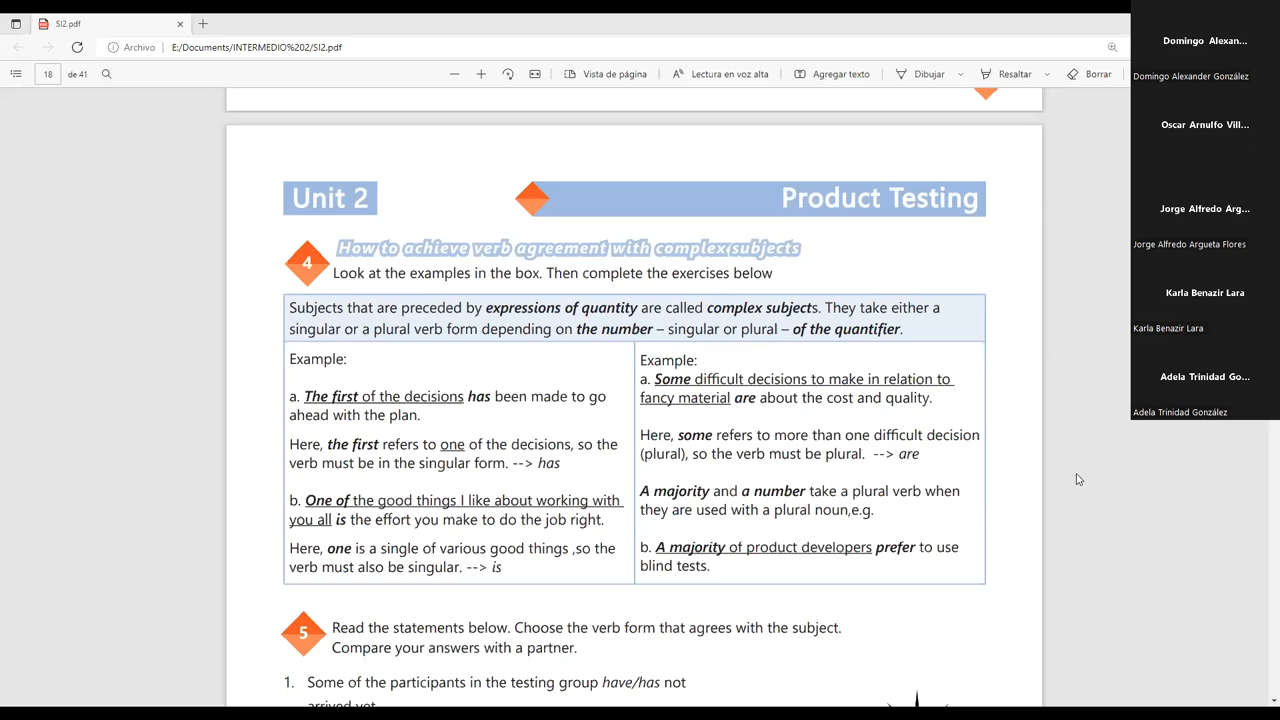 SI2.pdf
Archivo E:/Documents/INTERMEDIO%202/SI2.pdf
18 de 41 Vista de página Lectura en voz alta Agregar texto Dibujar Resaltar Borrar
Unit 2 Product Testing
4 How to achieve verb agreement with complex subjects
Look at the examples in the box. Then complete the exercises below
Subjects that are preceded by expressions of quantity are called complex subjects. They take either a
singular or a plural verb form depending on the number – singular or plural – of the quantifier.
Example:
a. The first of the decisions has been made to go
ahead with the plan.
Here, the first refers to one of the decisions, so the
verb must be in the singular form. --> has
b. One of the good things I like about working with
you all is the effort you make to do the job right.
Here, one is a single of various good things ,so the
verb must also be singular. --> is
Example:
a. Some difficult decisions to make in relation to
fancy material are about the cost and quality.
Here, some refers to more than one difficult decision
(plural), so the verb must be plural. --> are
A majority and a number take a plural verb when
they are used with a plural noun,e.g.
b. A majority of product developers prefer to use
blind tests.
5 Read the statements below. Choose the verb form that agrees with the subject.
Compare your answers with a partner.
1. Some of the participants in the testing group have/has not
arrived yet
Domingo Alexan...
Domingo Alexander González
Oscar Arnulfo Vill...
Jorge Alfredo Arg...
Jorge Alfredo Argueta Flores
Karla Benazir Lara
Karla Benazir Lara
Adela Trinidad Go...
Adela Trinidad González